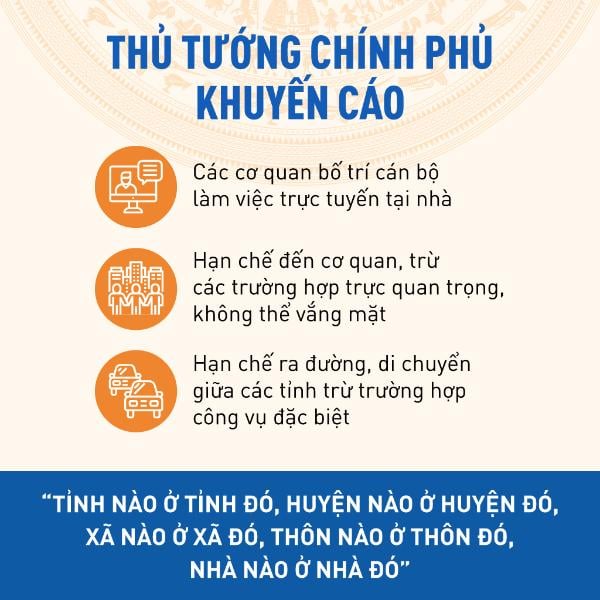 THỦ TƯỚNG CHÍNH PHỦ
KHUYẾN CÁO
Các cơ quan bố trí cán bộ
làm việc trực tuyến tại nhà
Hạn chế đến cơ quan, trừ
các trường hợp trực quan trọng,
không thể vắng mặt
Hạn chế ra đường, di chuyển
giữa các tỉnh trừ trường hợp
công vụ đặc biệt
“TỈNH NÀO Ở TỈNH ĐÓ, HUYỆN NÀO Ở HUYỆN ĐÓ,
XÃ NÀO Ở XÃ ĐÓ, THÔN NÀO Ở THÔN ĐÓ,
NHÀ NÀO Ở NHÀ ĐÓ”